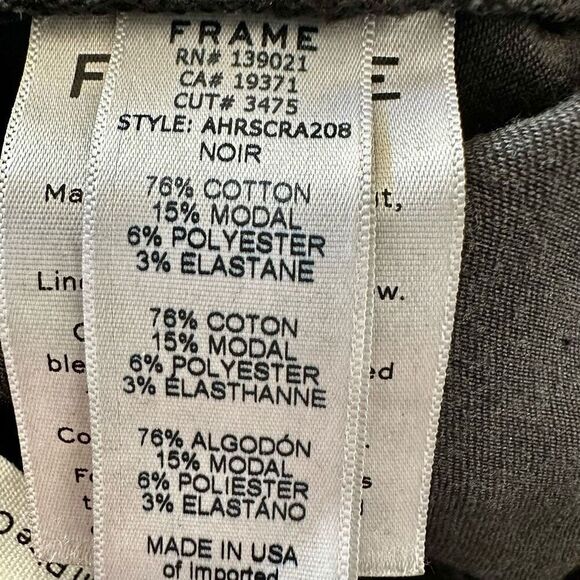 FRAME
RN# 139021
CA# 19371
CUT# 3475
STYLE: AHRSCRA208
NOIR
76% COTTON
15% MODAL
6% POLYESTER
3% ELASTANE
76% COTON
15% MODAL
6% POLYESTER
3% ÉLASTHANNE
76% ALGODÓN
15% MODAL
6% POLIÉSTER
3% ELASTANO
MADE IN USA
of Imported